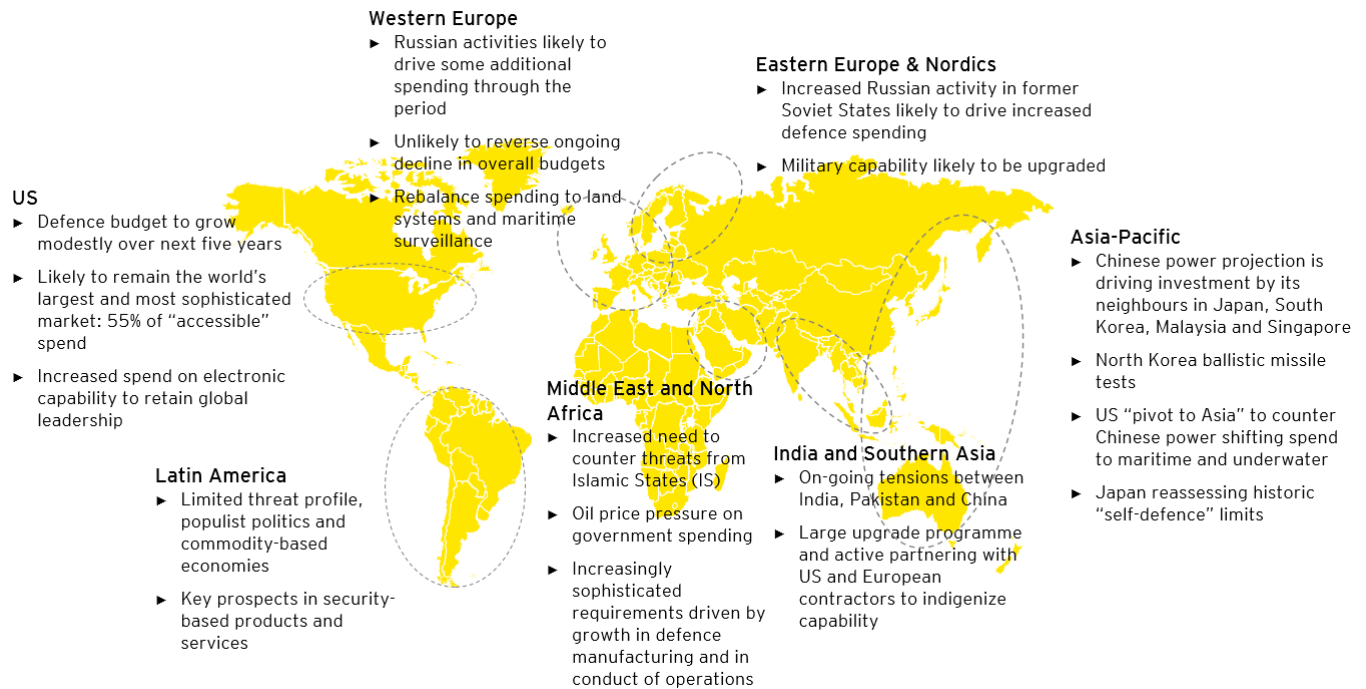 Western Europe
► Russian activities likely to
drive some additional
spending through the
period
► Unlikely to reverse ongoing
decline in overall budgets
► Rebalance spending to land
systems and maritime
surveillance
Eastern Europe & Nordics
► Increased Russian activity in former
Soviet States likely to drive increased
defence spending
► Military capability likely to be upgraded
US
► Defence budget to grow
modestly over next five years
► Likely to remain the world's
largest and most sophisticated
market: 55% of “accessible”
spend
► Increased spend on electronic
capability to retain global
leadership
Asia-Pacific
► Chinese power projection is
driving investment by its
neighbours in Japan, South
Korea, Malaysia and Singapore
► North Korea ballistic missile
tests
► US “pivot to Asia” to counter
Chinese power shifting spend
to maritime and underwater
► Japan reassessing historic
“self-defence” limits
Latin America
► Limited threat profile,
populist politics and
commodity-based
economies
► Key prospects in security-
based products and
services
Middle East and North
Africa
► Increased need to
counter threats from
Islamic States (IS)
► Oil price pressure on
government spending
► Increasingly
sophisticated
requirements driven by
growth in defence
manufacturing and in
conduct of operations
India and Southern Asia
► On-going tensions between
India, Pakistan and China
► Large upgrade programme
and active partnering with
US and European
contractors to indigenize
capability